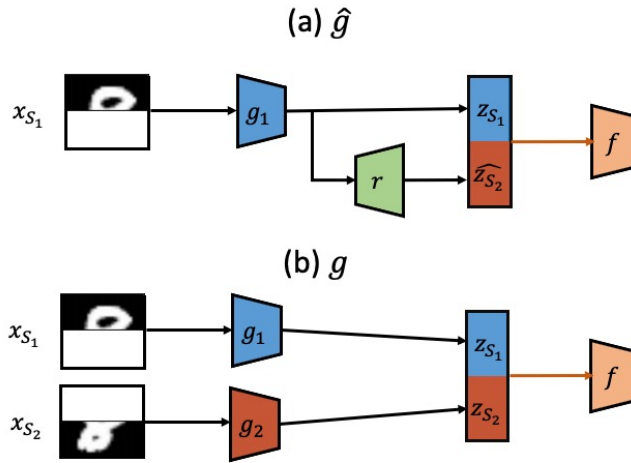 (a) ĝ
x_{S_1} g_1 z_{S_1} f
r \widehat{z_{S_2}}
(b) g
x_{S_1} g_1 z_{S_1} f
x_{S_2} g_2 z_{S_2}